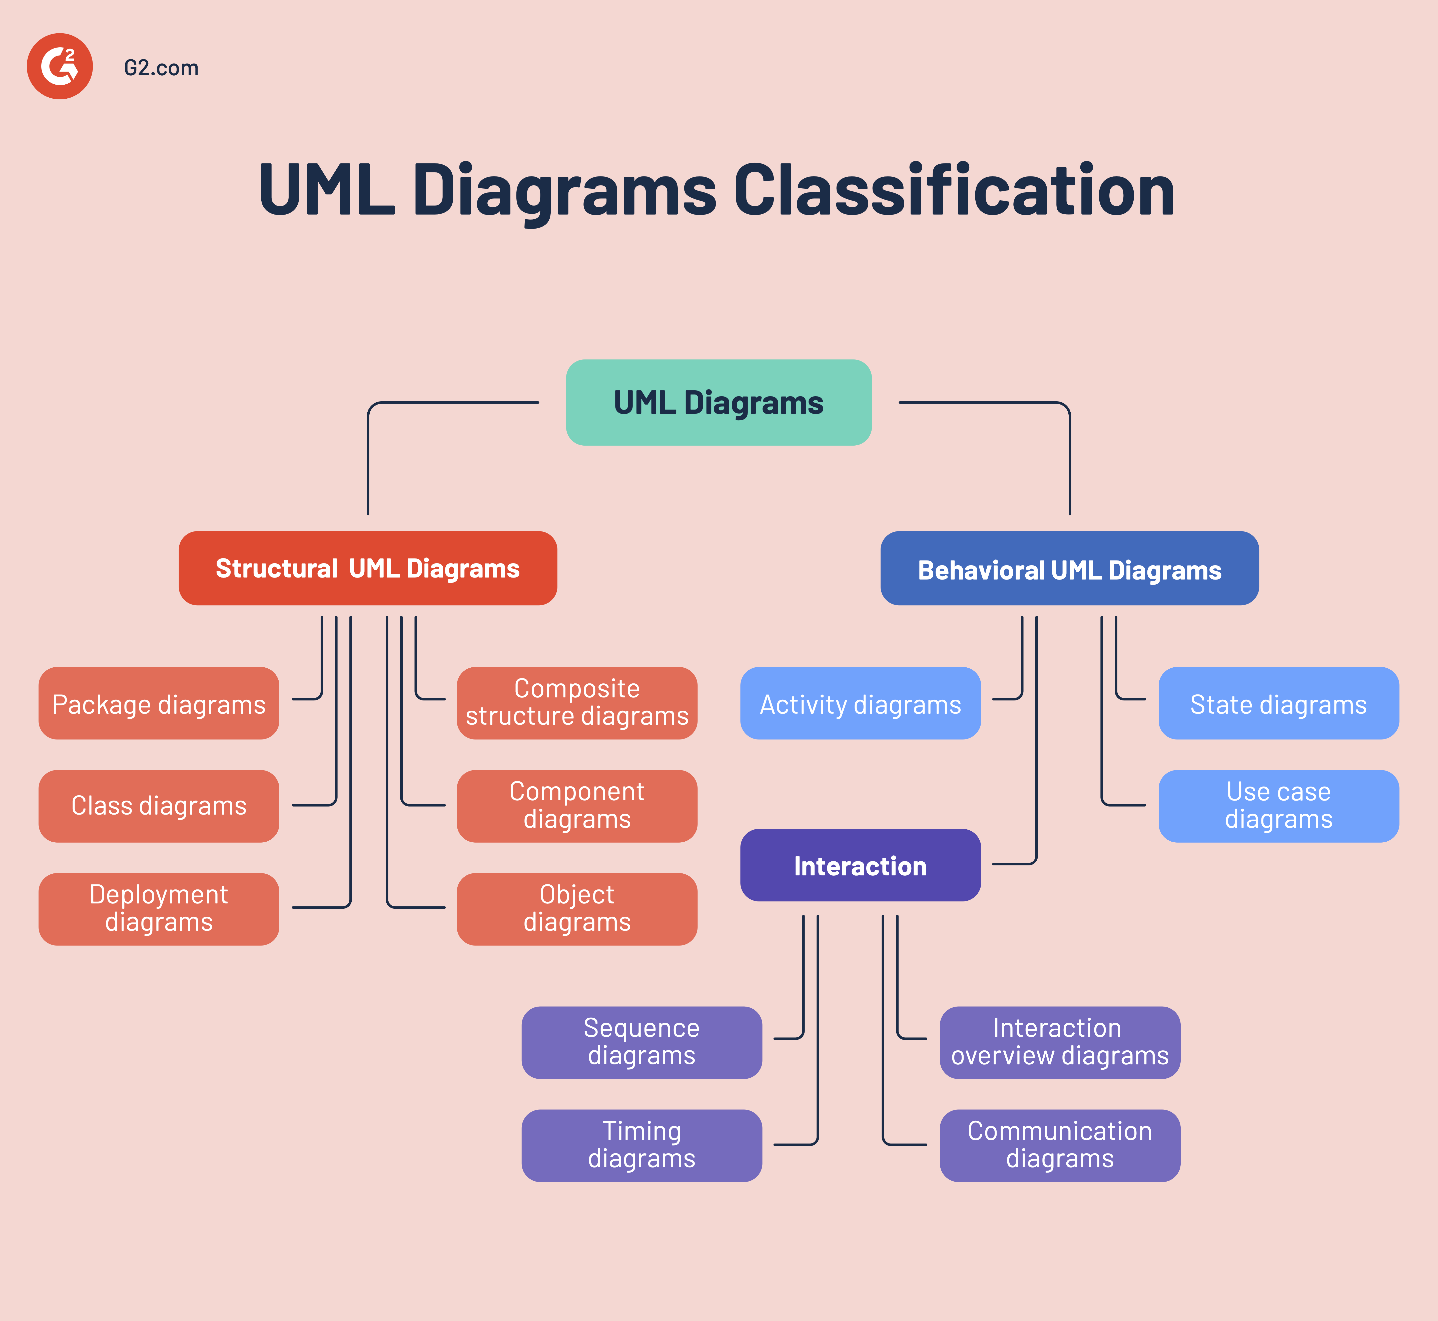 G2
G2.com
UML Diagrams Classification
UML Diagrams
Structural UML Diagrams
Behavioral UML Diagrams
Package diagrams
Composite
structure diagrams
Activity diagrams
State diagrams
Class diagrams
Component
diagrams
Use case
diagrams
Interaction
Deployment
diagrams
Object
diagrams
Sequence
diagrams
Interaction
overview diagrams
Timing
diagrams
Communication
diagrams